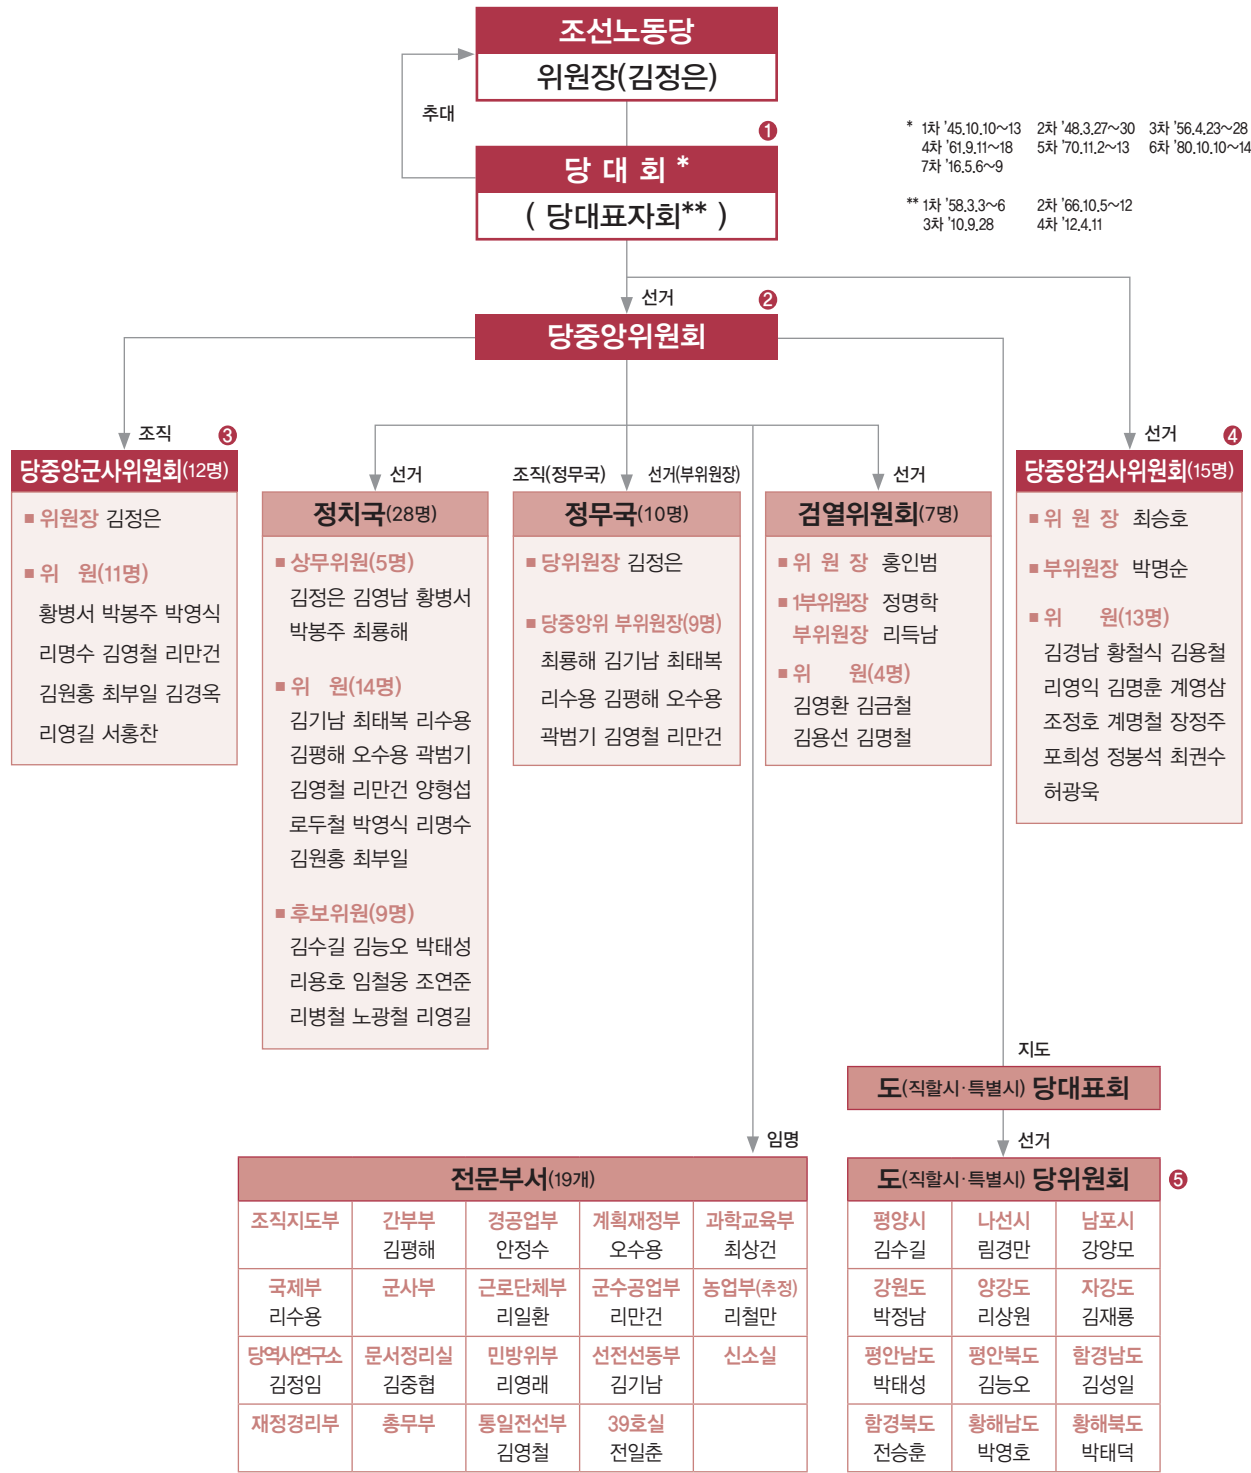 조선노동당
위원장(김정은)
추대
❶
당 대 회 *
( 당대표자회** )
* 1차 '45.10.10~13 2차 '48.3.27~30 3차 '56.4.23~28
4차 '61.9.11~18 5차 '70.11.2~13 6차 '80.10.10~14
7차 '16.5.6~9
** 1차 '58.3.3~6 2차 '66.10.5~12
3차 '10.9.28 4차 '12.4.11
선거
❷
당중앙위원회
조직
❸
당중앙군사위원회(12명)
■ 위원장 김정은
■ 위 원(11명)
황병서 박봉주 박영식
리명수 김영철 리만건
김원홍 최부일 김경옥
리영길 서홍찬
선거
정치국(28명)
■ 상무위원(5명)
김정은 김영남 황병서
박봉주 최룡해
■ 위 원(14명)
김기남 최태복 리수용
김평해 오수용 곽범기
김영철 리만건 양형섭
로두철 박영식 리명수
김원홍 최부일
■ 후보위원(9명)
김수길 김능오 박태성
리용호 임철웅 조연준
리병철 노광철 리영길
조직(정무국) 선거(부위원장)
정무국(10명)
■ 당위원장 김정은
■ 당중앙위 부위원장(9명)
최룡해 김기남 최태복
리수용 김평해 오수용
곽범기 김영철 리만건
선거
검열위원회(7명)
■ 위 원 장 홍인범
■ 1부위원장 정명학
부위원장 리득남
■ 위 원(4명)
김영환 김금철
김용선 김명철
선거
❹
당중앙검사위원회(15명)
■ 위 원 장 최승호
■ 부위원장 박명순
■ 위 원(13명)
김경남 황철식 김용철
리영익 김명훈 계영삼
조정호 계명철 장정주
포희성 정봉석 최권수
허광욱
임명
전문부서(19개)
조직지도부 간부부 경공업부 계획재정부 과학교육부
김평해 안정수 오수용 최상건
국제부 군사부 근로단체부 군수공업부 농업부(추정)
리수용 리일환 리만건 리철만
당역사연구소 문서정리실 민방위부 선전선동부 신소실
김정임 김중협 리영래 김기남
재정경리부 총무부 통일전선부 39호실
김영철 전일춘
지도
도(직할시·특별시) 당대표회
선거
도(직할시·특별시) 당위원회
❺
평양시 나선시 남포시
김수길 림경만 강양모
강원도 양강도 자강도
박정남 리상원 김재룡
평안남도 평안북도 함경남도
박태성 김능오 김성일
함경북도 황해남도 황해북도
전승훈 박영호 박태덕